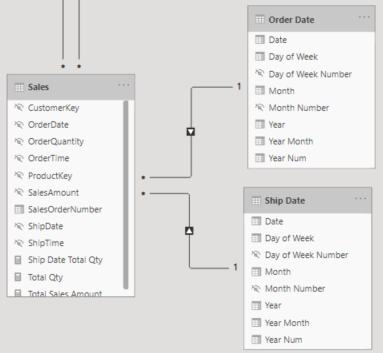 Order Date
Date
Day of Week
Day of Week Number
Month
Month Number
Year
Year Month
Year Num
1
Sales
CustomerKey
OrderDate
OrderQuantity
OrderTime
ProductKey
SalesAmount
SalesOrderNumber
ShipDate
ShipTime
Ship Date Total Qty
Total Qty
Total Sales Amount
Ship Date
Date
Day of Week
Day of Week Number
Month
Month Number
Year
Year Month
Year Num
1